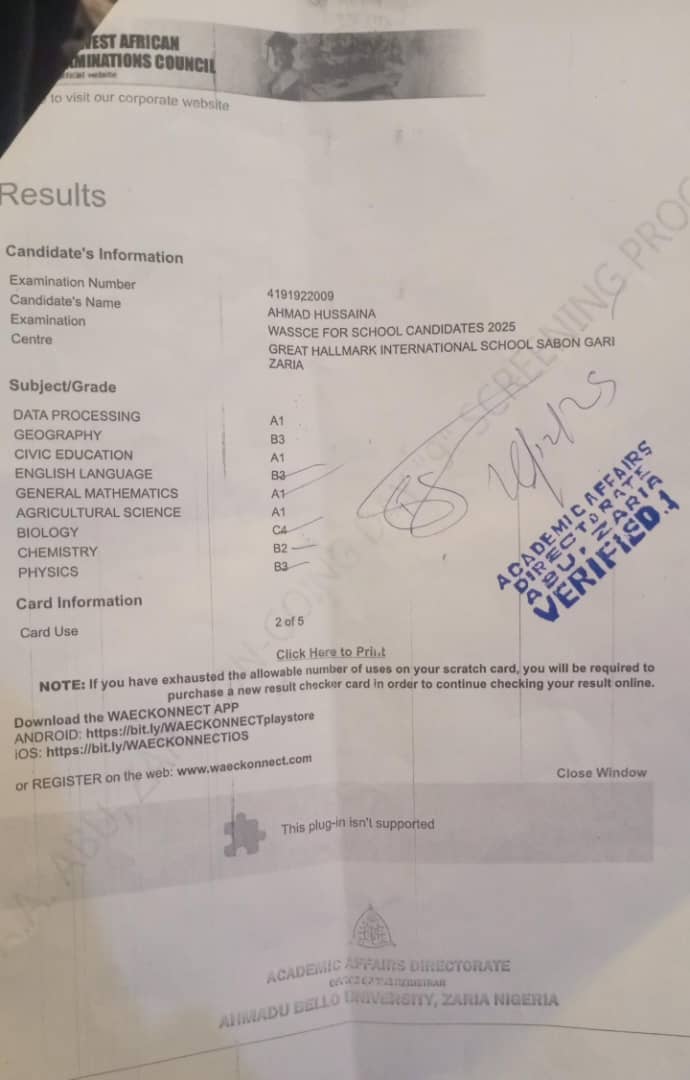 WEST AFRICAN
EXAMINATIONS COUNCIL
official website
to visit our corporate website
Results
Candidate's Information
Examination Number 4191922009
Candidate's Name AHMAD HUSSAINA
Examination WASSCE FOR SCHOOL CANDIDATES 2025
Centre GREAT HALLMARK INTERNATIONAL SCHOOL SABON GARI
ZARIA
Subject/Grade
DATA PROCESSING A1
GEOGRAPHY B3
CIVIC EDUCATION A1
ENGLISH LANGUAGE B3
GENERAL MATHEMATICS A1
AGRICULTURAL SCIENCE A1
BIOLOGY C4
CHEMISTRY B2
PHYSICS B3
ACADEMIC AFFAIRS
DIRECTORATE
ABU, ZARIA
VERIFIED.1
Card Information
Card Use 2 of 5
Click Here to Print
NOTE: If you have exhausted the allowable number of uses on your scratch card, you will be required to
purchase a new result checker card in order to continue checking your result online.
Download the WAECKONNECT APP
ANDROID: https://bit.ly/WAECKONNECTplaystore
iOS: https://bit.ly/WAECKONNECTiOS
or REGISTER on the web: www.waeckonnect.com
Close Window
This plug-in isn't supported
ACADEMIC AFFAIRS DIRECTORATE
AHMADU BELLO UNIVERSITY, ZARIA NIGERIA